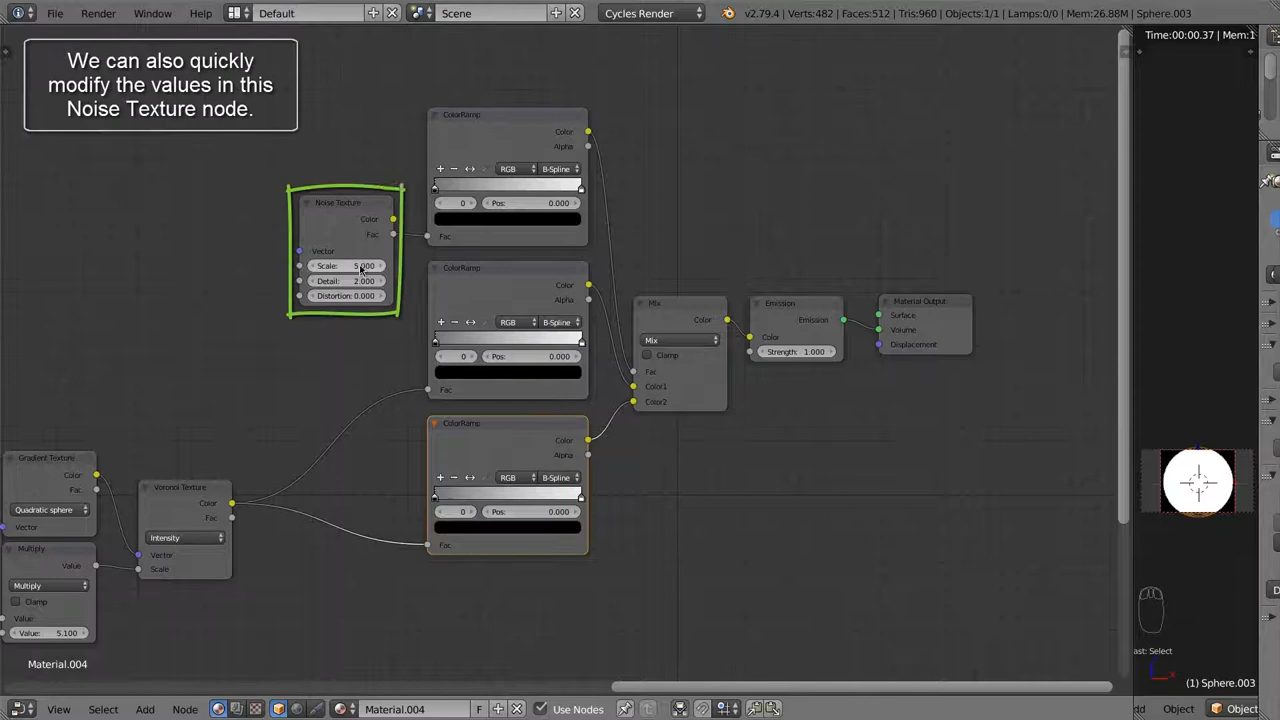 File Render Window Help Default Scene Cycles Render v2.79.4 | Verts:482 | Faces:512 | Tris:960 | Objects:1/1 | Lamps:0/0 | Mem:26.88M | Sphere.003
Time:00:00.37 | Mem:1
We can also quickly
modify the values in this
Noise Texture node.
Noise Texture
Color
Fac
Vector
Scale: 5.000
Detail: 2.000
Distortion: 0.000
ColorRamp
Color
Alpha
RGB B-Spline
0 Pos: 0.000
Fac
ColorRamp
Color
Alpha
RGB B-Spline
0 Pos: 0.000
Fac
ColorRamp
Color
Alpha
RGB B-Spline
0 Pos: 0.000
Fac
Mix
Color
Mix
Clamp
Fac
Color1
Color2
Emission
Emission
Color
Strength: 1.000
Material Output
Surface
Volume
Displacement
Gradient Texture
Color
Fac
Quadratic sphere
Vector
Multiply
Value
Multiply
Clamp
Value
Value: 5.100
Voronoi Texture
Color
Fac
Intensity
Vector
Scale
Material.004
ast: Select
(1) Sphere.003
View Select Add Node Material.004 F Use Nodes
dd Object Object